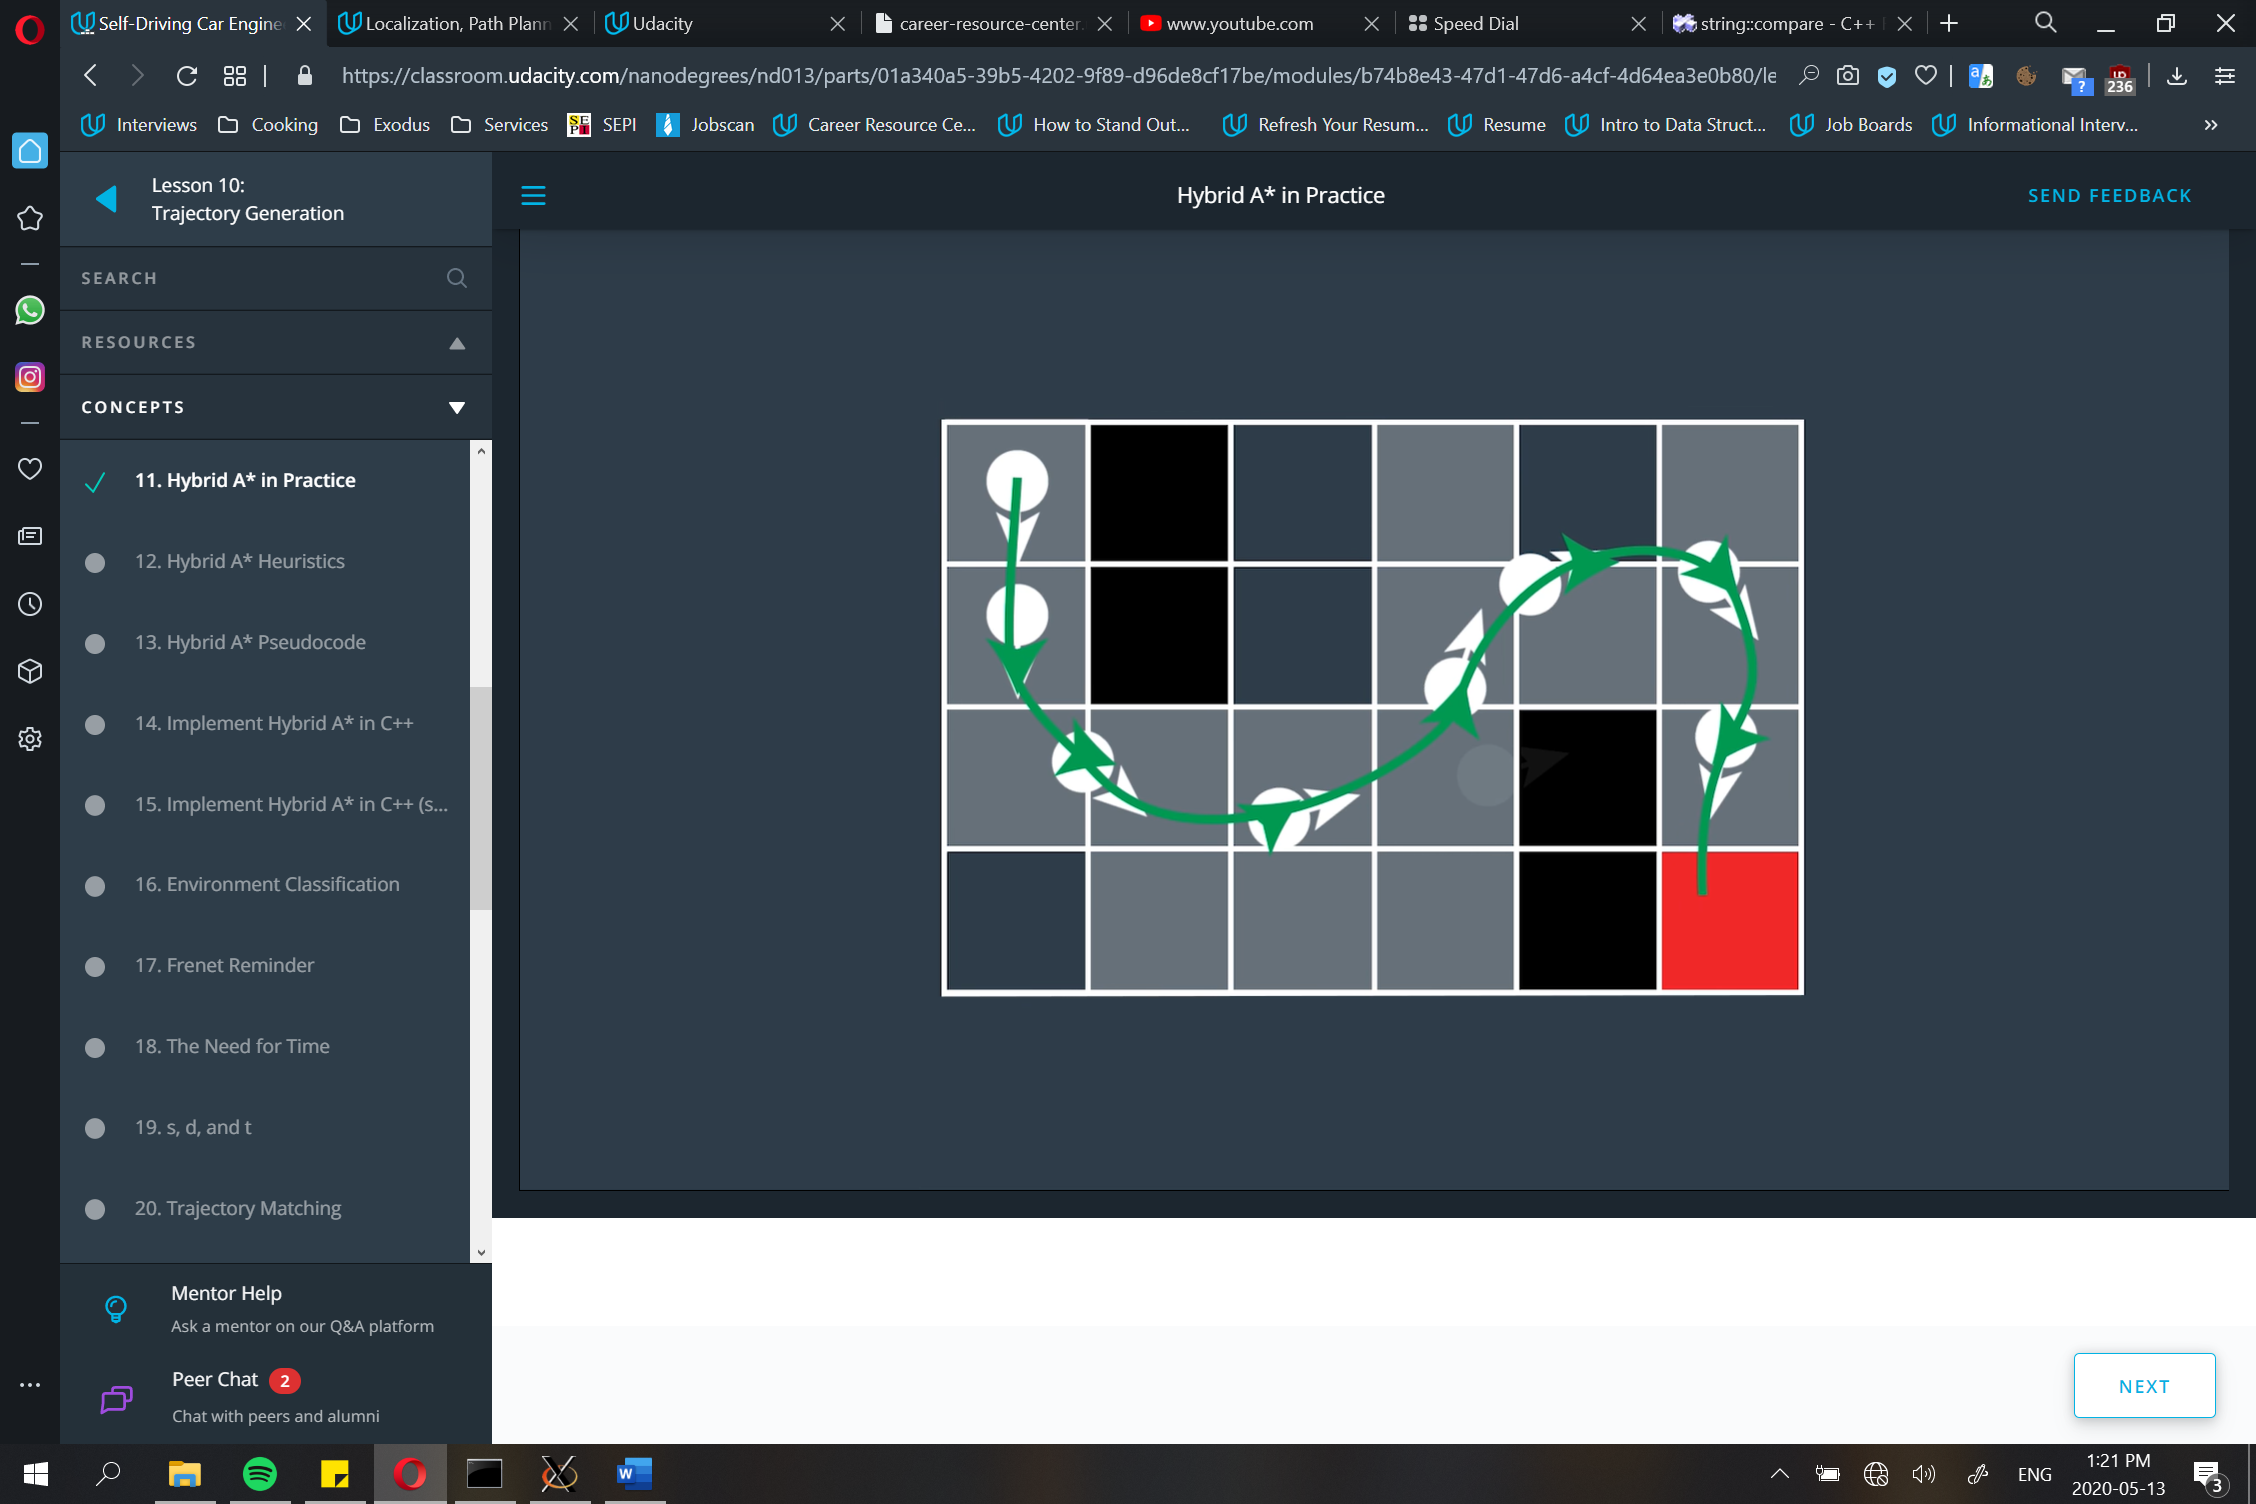 Self-Driving Car Engine
Localization, Path Plann
Udacity
career-resource-center.
www.youtube.com
Speed Dial
string::compare - C++
https://classroom.udacity.com/nanodegrees/nd013/parts/01a340a5-39b5-4202-9f89-d96de8cf17be/modules/b74b8e43-47d1-47d6-a4cf-4d64ea3e0b80/le
236
Interviews
Cooking
Exodus
Services
SEPI
Jobscan
Career Resource Ce...
How to Stand Out...
Refresh Your Resum...
Resume
Intro to Data Struct...
Job Boards
Informational Interv...
Lesson 10:
Trajectory Generation
Hybrid A* in Practice
SEND FEEDBACK
SEARCH
RESOURCES
CONCEPTS
11. Hybrid A* in Practice
12. Hybrid A* Heuristics
13. Hybrid A* Pseudocode
14. Implement Hybrid A* in C++
15. Implement Hybrid A* in C++ (s...
16. Environment Classification
17. Frenet Reminder
18. The Need for Time
19. s, d, and t
20. Trajectory Matching
Mentor Help
Ask a mentor on our Q&A platform
Peer Chat 2
Chat with peers and alumni
NEXT
ENG
1:21 PM
2020-05-13
3